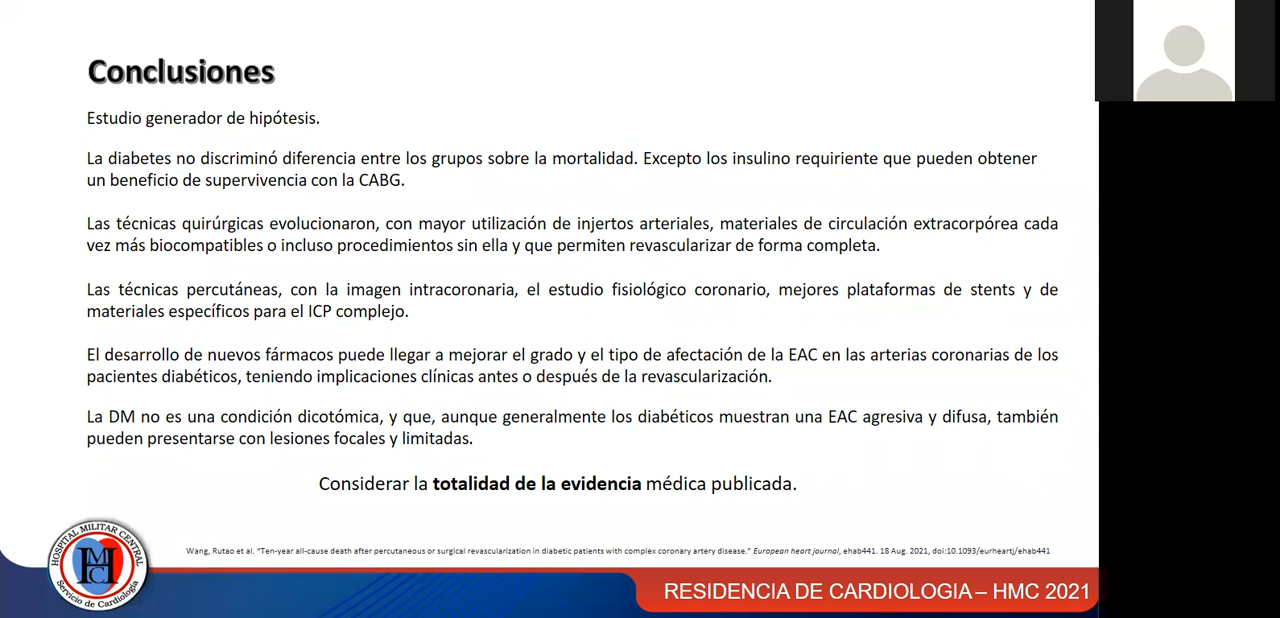 Conclusiones
Estudio generador de hipótesis.
La diabetes no discriminó diferencia entre los grupos sobre la mortalidad. Excepto los insulino requiriente que pueden obtener
un beneficio de supervivencia con la CABG.
Las técnicas quirúrgicas evolucionaron, con mayor utilización de injertos arteriales, materiales de circulación extracorpórea cada
vez más biocompatibles o incluso procedimientos sin ella y que permiten revascularizar de forma completa.
Las técnicas percutáneas, con la imagen intracoronaria, el estudio fisiológico coronario, mejores plataformas de stents y de
materiales específicos para el ICP complejo.
El desarrollo de nuevos fármacos puede llegar a mejorar el grado y el tipo de afectación de la EAC en las arterias coronarias de los
pacientes diabéticos, teniendo implicaciones clínicas antes o después de la revascularización.
La DM no es una condición dicotómica, y que, aunque generalmente los diabéticos muestran una EAC agresiva y difusa, también
pueden presentarse con lesiones focales y limitadas.
Considerar la totalidad de la evidencia médica publicada.
Wang, Rutao et al. “Ten-year all-cause death after percutaneous or surgical revascularization in diabetic patients with complex coronary artery disease.” European heart journal, ehab441. 18 Aug. 2021, doi:10.1093/eurheartj/ehab441
HOSPITAL MILITAR CENTRAL
HMC
Servicio de Cardiología
RESIDENCIA DE CARDIOLOGIA – HMC 2021